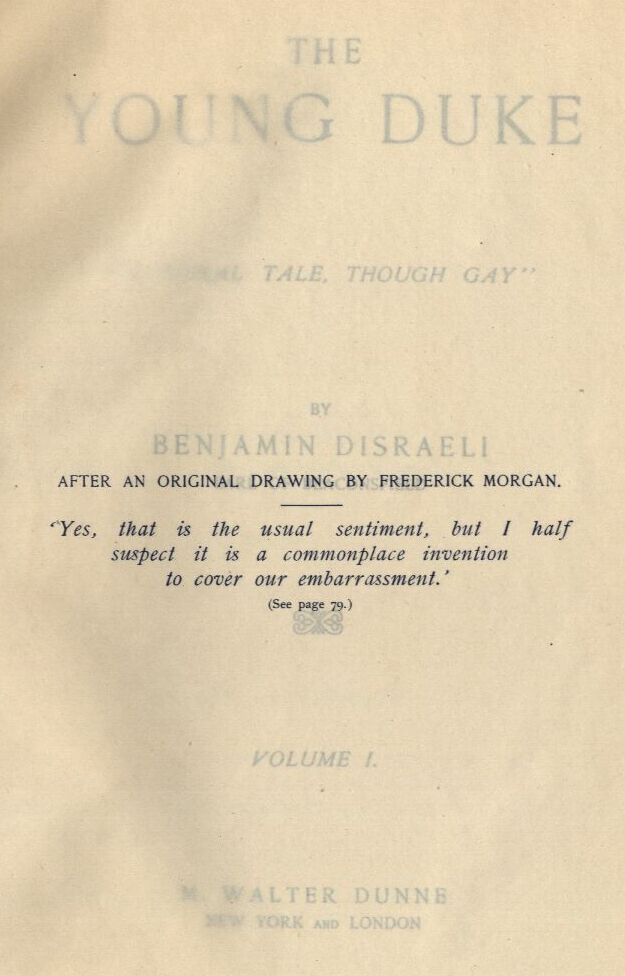 THE
YOUNG DUKE
TALE, THOUGH GAY"
BY
BENJAMIN DISRAELI
AFTER AN ORIGINAL DRAWING BY FREDERICK MORGAN.
'Yes, that is the usual sentiment, but I half
suspect it is a commonplace invention
to cover our embarrassment.'
(See page 79.)
VOLUME I.
M. WALTER DUNNE
NEW YORK AND LONDON